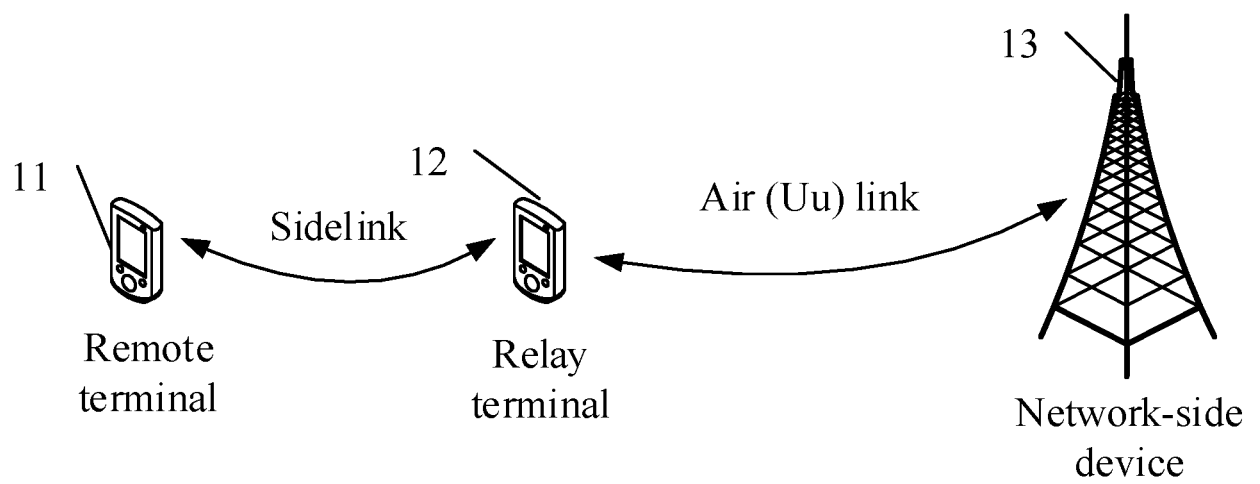 13
11
12
Air (Uu) link
Sidelink
Remote
terminal
Relay
terminal
Network-side
device